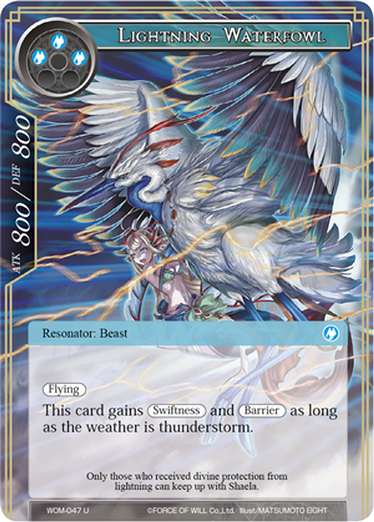 Lightning Waterfowl
ATK 800 / DEF 800
Resonator: Beast
Flying
This card gains Swiftness and Barrier as long
as the weather is thunderstorm.
Only those who received divine protection from
lightning can keep up with Shaela.
WOM-047 U ©FORCE OF WILL Co.,Ltd. Illust/MATSUMOTO EIGHT